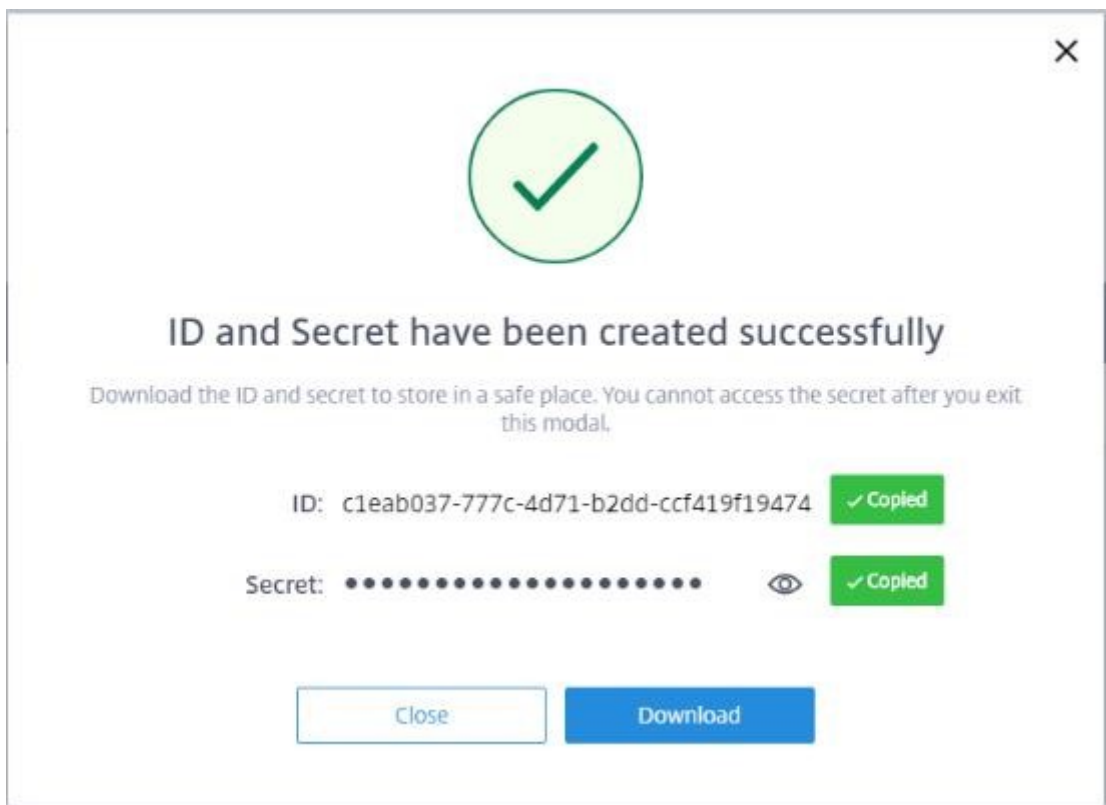 ID and Secret have been created successfully
Download the ID and secret to store in a safe place. You cannot access the secret after you exit
this modal.
ID: c1eab037-777c-4d71-b2dd-ccf419f19474 Copied
Secret: •••••••••••••••••••• Copied
Close Download